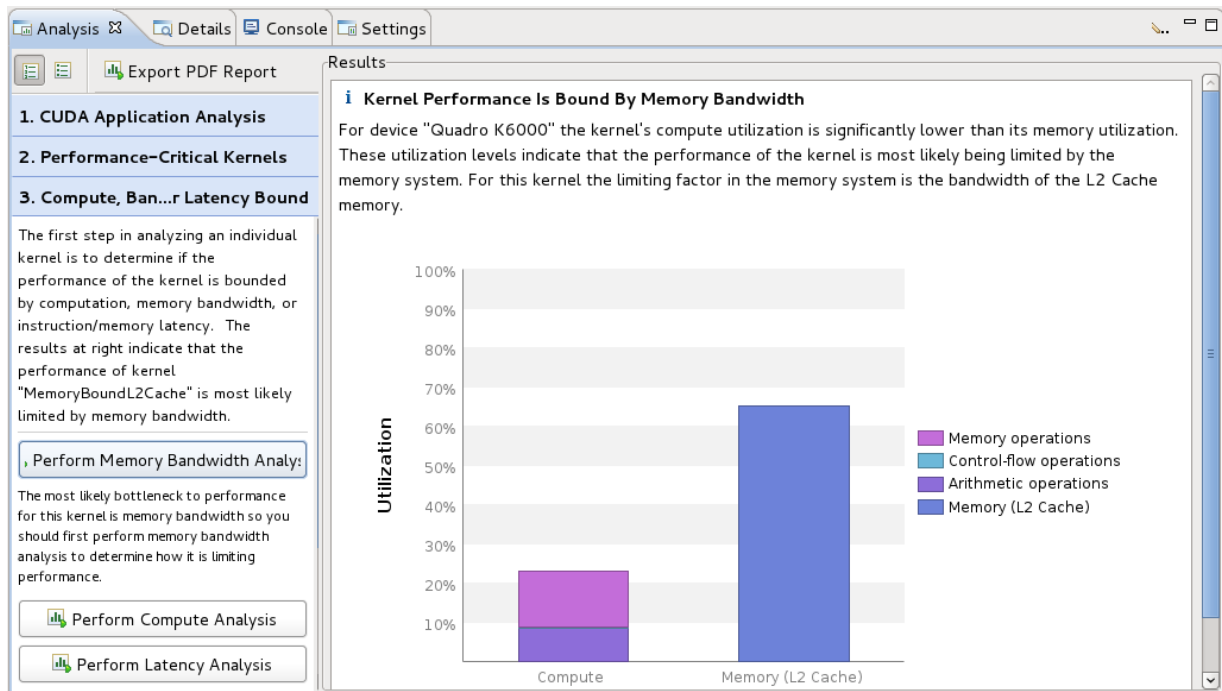 Analysis
Details
Console
Settings
Export PDF Report
1. CUDA Application Analysis
2. Performance-Critical Kernels
3. Compute, Ban...r Latency Bound
The first step in analyzing an individual
kernel is to determine if the
performance of the kernel is bounded
by computation, memory bandwidth, or
instruction/memory latency. The
results at right indicate that the
performance of kernel
"MemoryBoundL2Cache" is most likely
limited by memory bandwidth.
Perform Memory Bandwidth Analys
The most likely bottleneck to performance
for this kernel is memory bandwidth so you
should first perform memory bandwidth
analysis to determine how it is limiting
performance.
Perform Compute Analysis
Perform Latency Analysis
Results
i Kernel Performance Is Bound By Memory Bandwidth
For device "Quadro K6000" the kernel's compute utilization is significantly lower than its memory utilization.
These utilization levels indicate that the performance of the kernel is most likely being limited by the
memory system. For this kernel the limiting factor in the memory system is the bandwidth of the L2 Cache
memory.
Utilization
100%
90%
80%
70%
60%
50%
40%
30%
20%
10%
Compute
Memory (L2 Cache)
Memory operations
Control-flow operations
Arithmetic operations
Memory (L2 Cache)